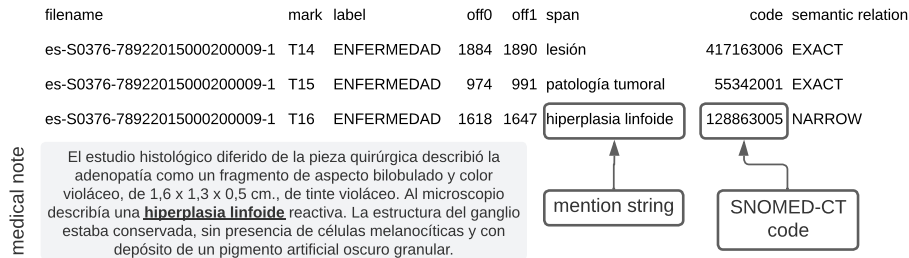 filename mark label off0 off1 span code semantic relation
es-S0376-78922015000200009-1 T14 ENFERMEDAD 1884 1890 lesión 417163006 EXACT
es-S0376-78922015000200009-1 T15 ENFERMEDAD 974 991 patología tumoral 55342001 EXACT
es-S0376-78922015000200009-1 T16 ENFERMEDAD 1618 1647 hiperplasia linfoide 128863005 NARROW
medical note
El estudio histológico diferido de la pieza quirúrgica describió la
adenopatía como un fragmento de aspecto bilobulado y color
violáceo, de 1,6 x 1,3 x 0,5 cm., de tinte violáceo. Al microscopio
describía una hiperplasia linfoide reactiva. La estructura del ganglio
estaba conservada, sin presencia de células melanocíticas y con
depósito de un pigmento artificial oscuro granular.
mention string
SNOMED-CT
code